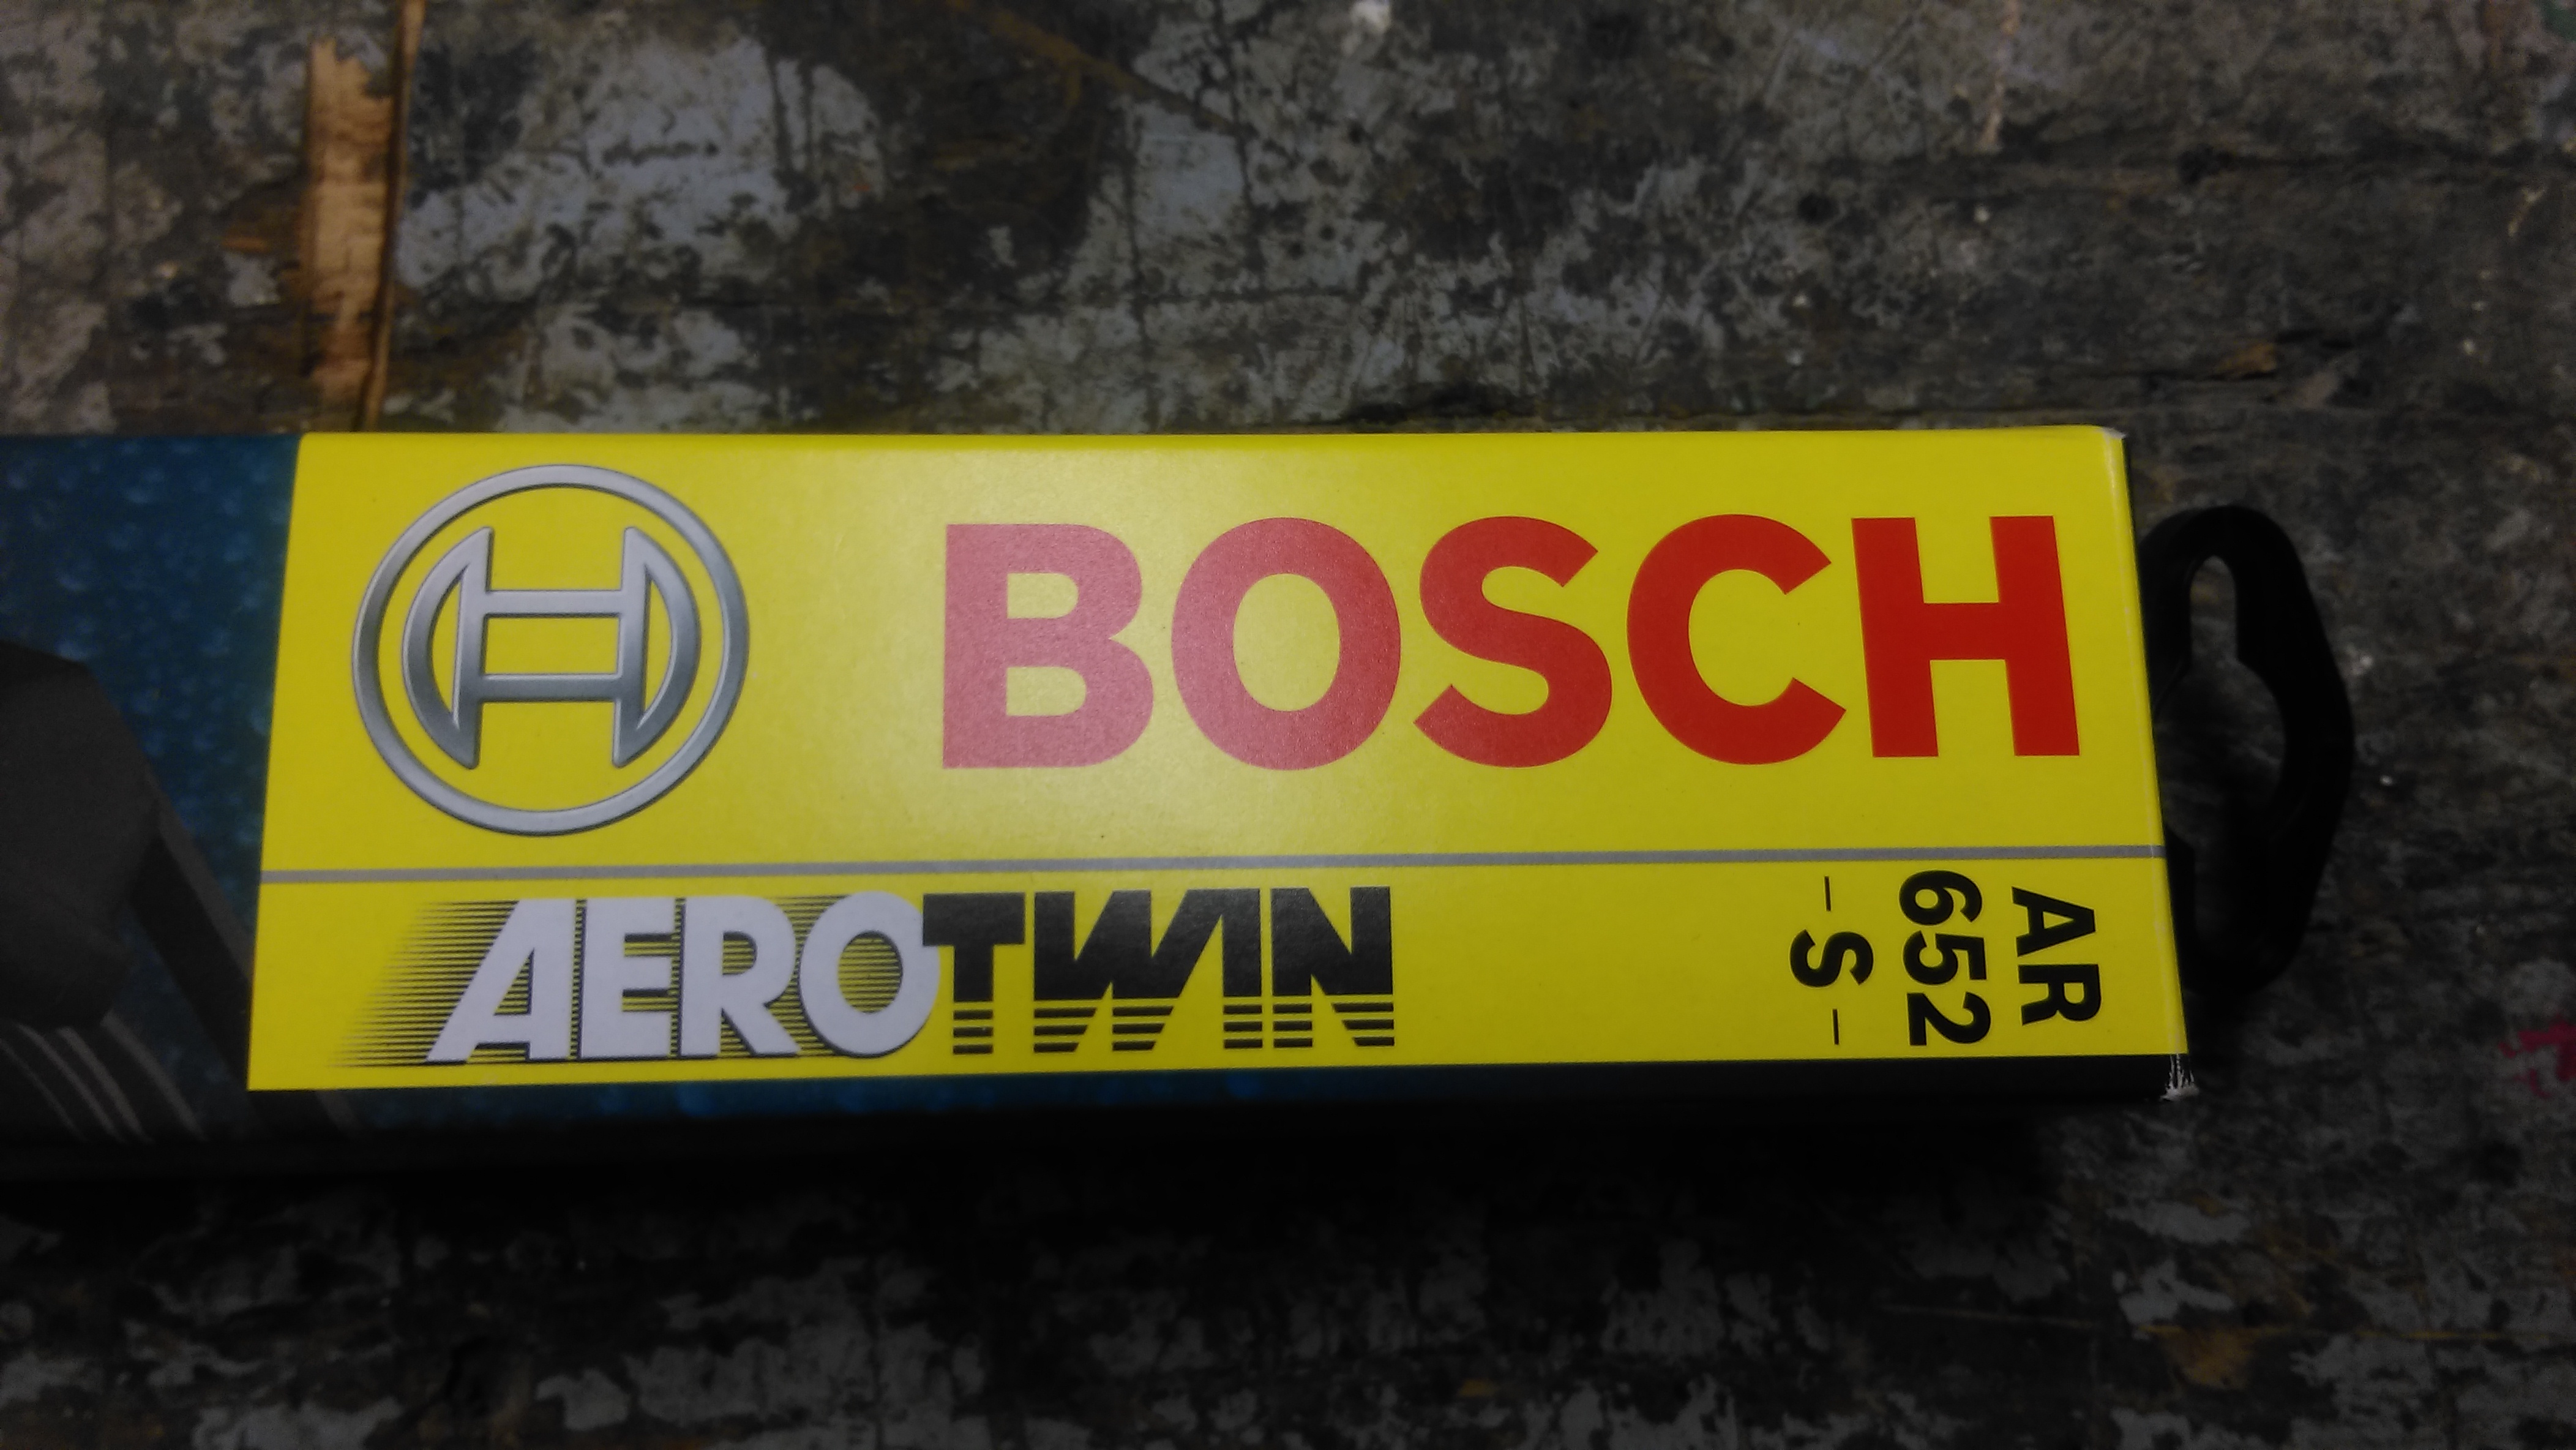 BOSCH
AEROTWIN
AR
652
– S –